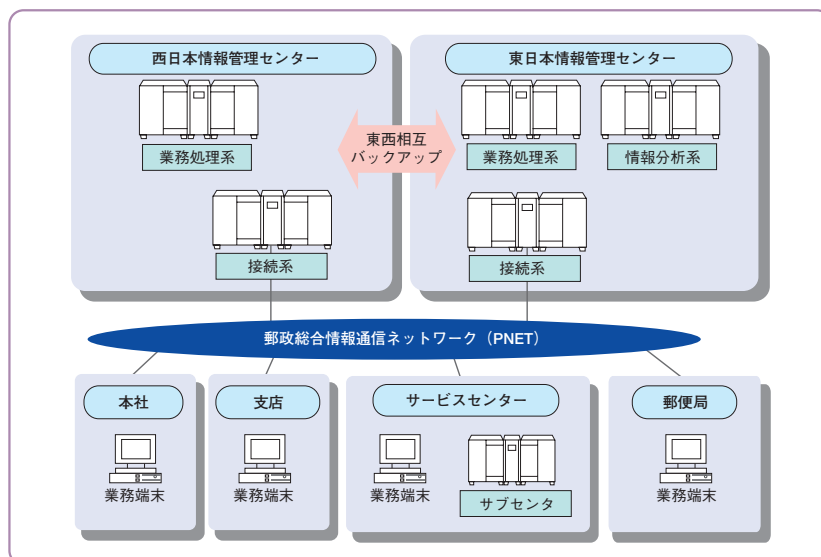 西日本情報管理センター
東日本情報管理センター
業務処理系
東西相互
バックアップ
業務処理系
情報分析系
接続系
接続系
郵政総合情報通信ネットワーク（PNET）
本社
支店
サービスセンター
郵便局
業務端末
業務端末
業務端末
サブセンタ
業務端末